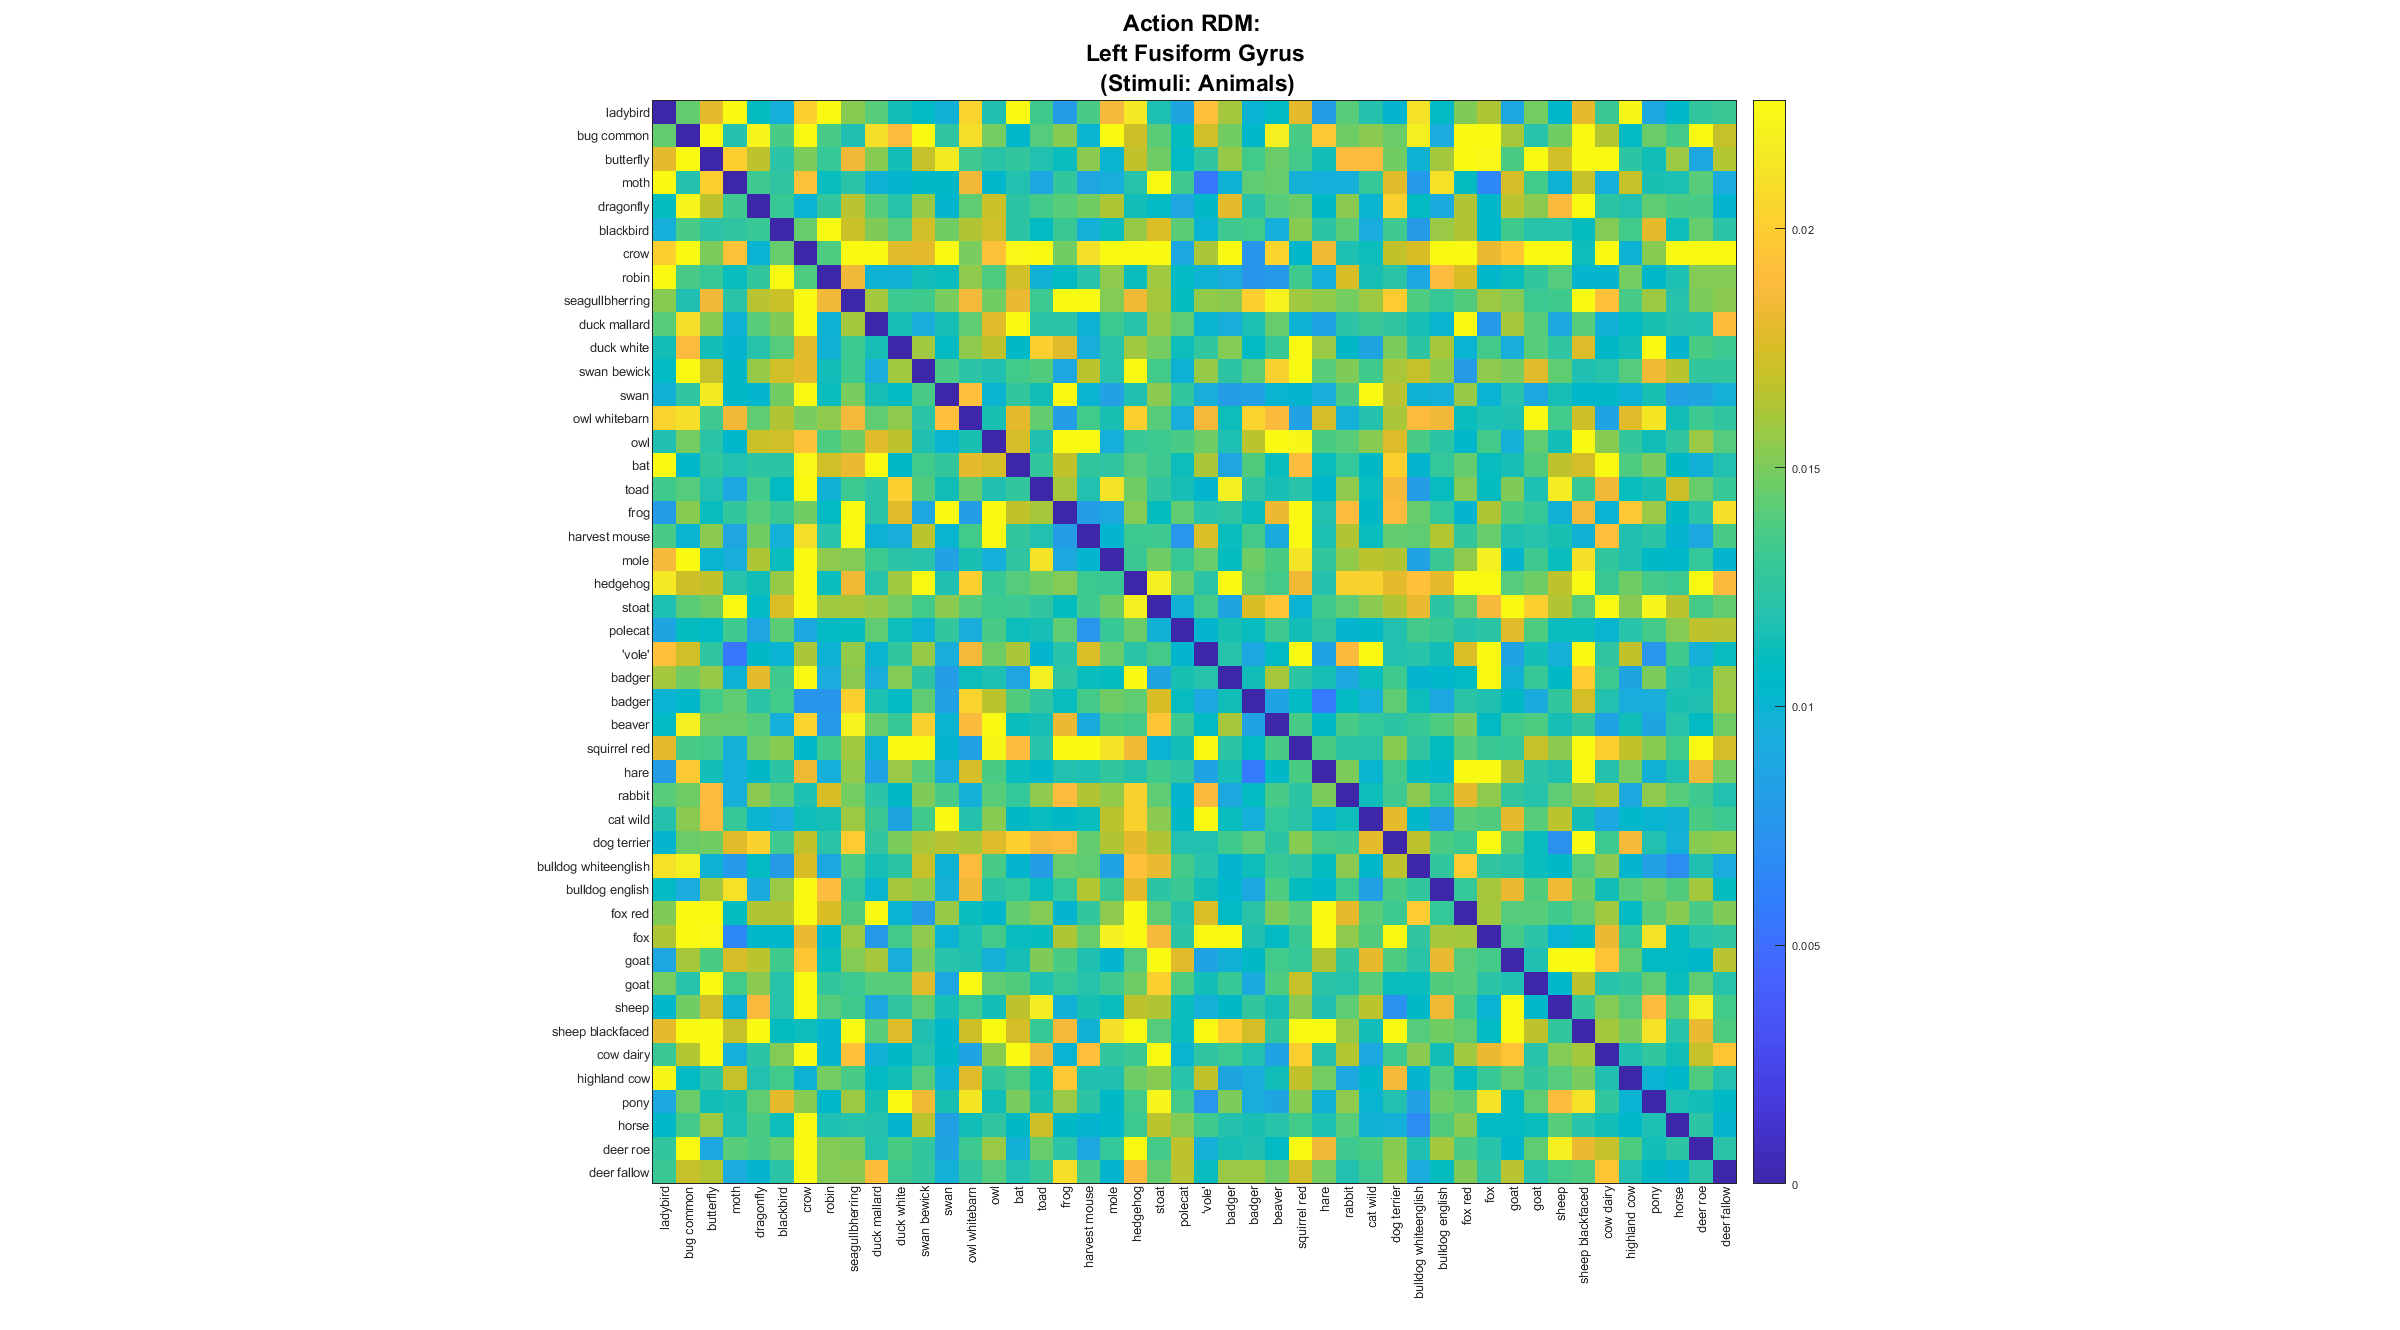 Action RDM:
Left Fusiform Gyrus
(Stimuli: Animals)
ladybird
bug common
butterfly
moth
dragonfly
blackbird
crow
robin
seagullbherring
duck mallard
duck white
swan bewick
swan
owl whitebarn
owl
bat
toad
frog
harvest mouse
mole
hedgehog
stoat
polecat
'vole'
badger
badger
beaver
squirrel red
hare
rabbit
cat wild
dog terrier
bulldog whiteenglish
bulldog english
fox red
fox
goat
goat
sheep
sheep blackfaced
cow dairy
highland cow
pony
horse
deer roe
deer fallow
ladybird
bug common
butterfly
moth
dragonfly
blackbird
crow
robin
seagullbherring
duck mallard
duck white
swan bewick
swan
owl whitebarn
owl
bat
toad
frog
harvest mouse
mole
hedgehog
stoat
polecat
'vole'
badger
badger
beaver
squirrel red
hare
rabbit
cat wild
dog terrier
bulldog whiteenglish
bulldog english
fox red
fox
goat
goat
sheep
sheep blackfaced
cow dairy
highland cow
pony
horse
deer roe
deer fallow
0.02
0.015
0.01
0.005
0